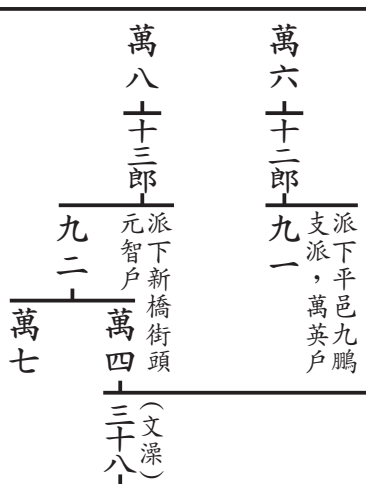 萬六
十二郎
派下平邑九鵬
支派，萬英戶
九一
萬八
十三郎
派下新橋街頭
元智戶
九二
萬四
三十八
（文澡）
萬七